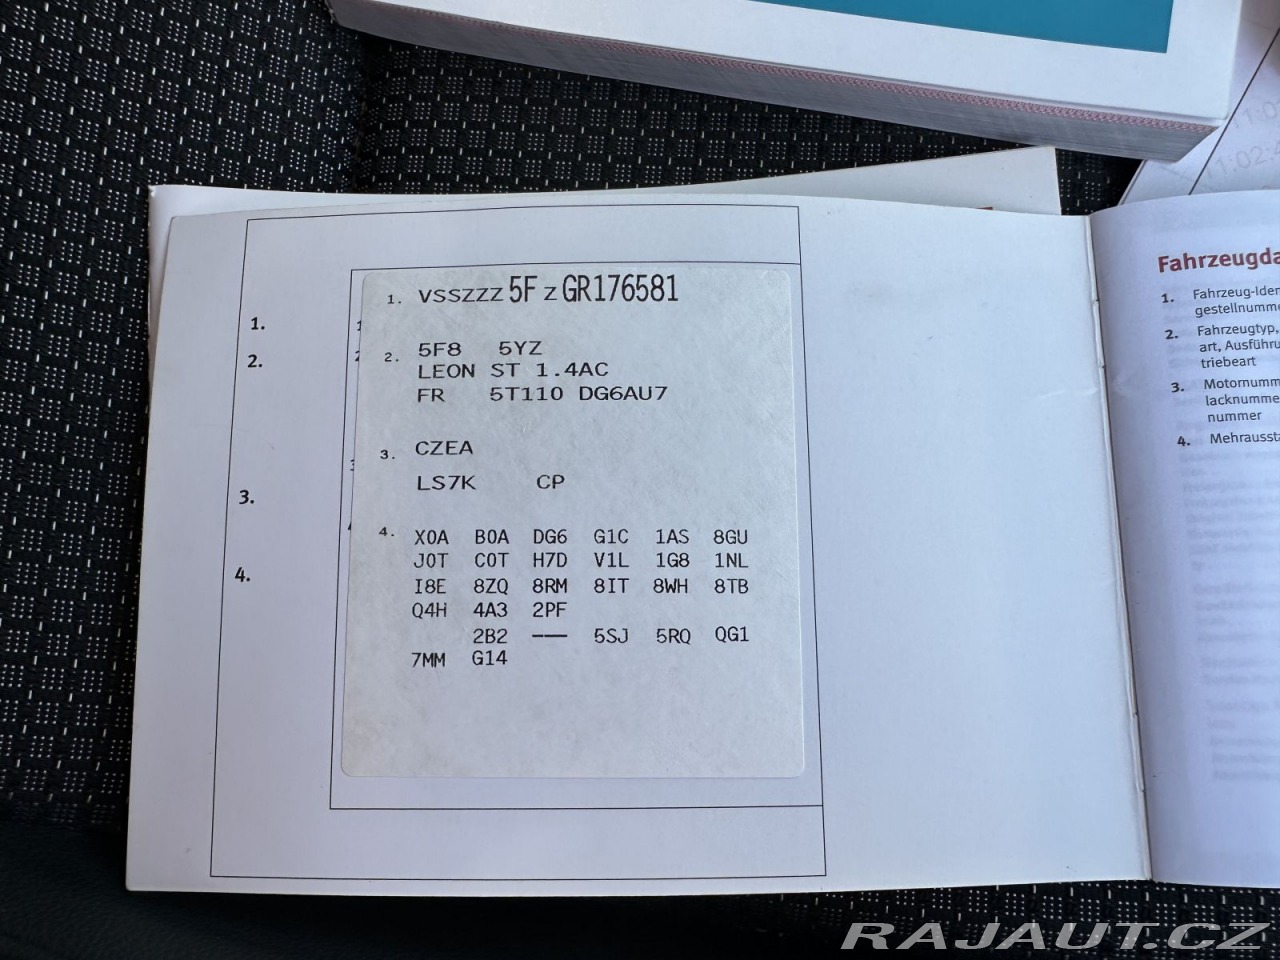 11:02:4
1. VSSZZZ 5F Z GR176581
1.
2.
2. 5F8 5YZ
LEON ST 1.4AC
FR 5T110 DG6AU7
3. CZEA
LS7K CP
3.
4. X0A B0A DG6 G1C 1AS 8GU
J0T C0T H7D V1L 1G8 1NL
I8E 8ZQ 8RM 8IT 8WH 8TB
Q4H 4A3 2PF
2B2 --- 5SJ 5RQ QG1
7MM G14
4.
Fahrzeugda
1. Fahrzeug-Iden
gestellnumme
2. Fahrzeugtyp,
art, Ausführu
triebeart
3. Motornumm
lacknumme
nummer
4. Mehraussta
RAJAUT.CZ